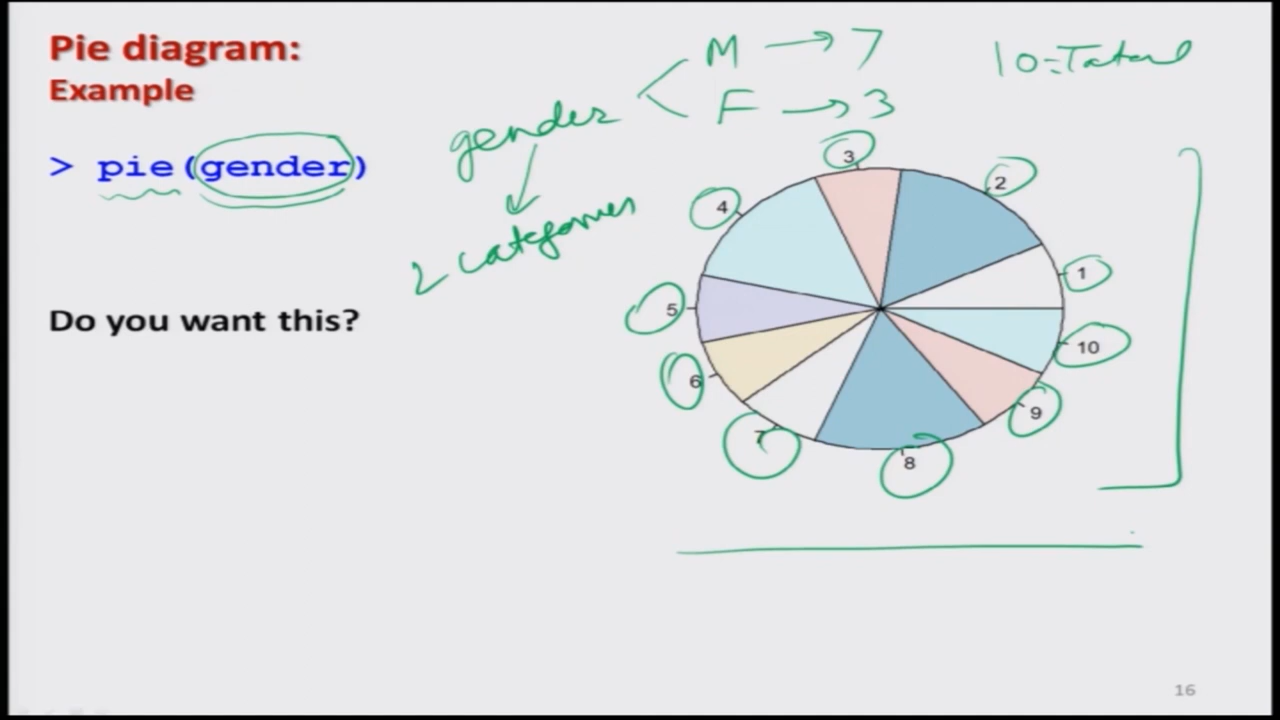 Pie diagram:
Example
> pie(gender)
gender
M → 7
F → 3
10 = Total
2 categories
Do you want this?
3
2
4
1
5
10
6
9
7
8
16